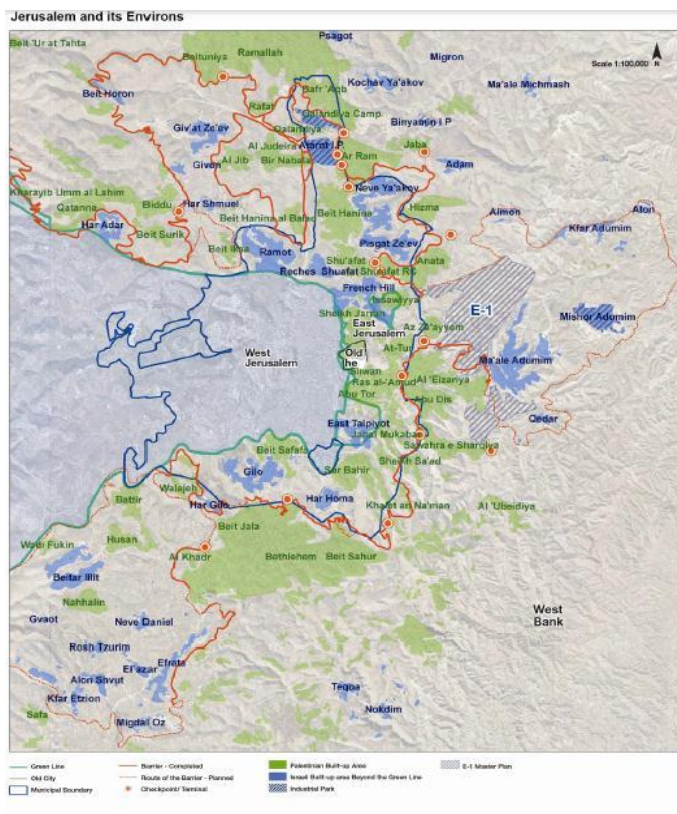 Jerusalem and its Environs
Psagot
Beit 'Ur at Tahta
Ramallah
Beituniya
Migron
Scale 1:100,000
N
Kochav Ya'akov
Ma'ale Michmash
Beit Horon
Rafat
Qalandiya Camp
Giv'at Ze'ev
Qalandiya
Binyamin I.P
Al Judeira
Atarot I.P.
Jaba
Givon
Al Jib
Bir Nabala
Ar Ram
Adam
Kharayib Umm al Lahim
Neve Ya'akov
Qatanna
Biddu
Har Shmuel
Hizma
Almon
Alon
Beit Hanina al Balad
Beit Hanina
Har Adar
Beit Surik
Kfar Adumim
Beit Iksa
Ramot
Pisgat Ze'ev
Shu'afat
Anata
Reches Shuafat
Shu'afat RC
French Hill
Issawiyya
E-1
Sheikh Jarrah
Mishor Adumim
East
Jerusalem
Az Za'ayyem
West
Jerusalem
Old
At-Tur
Ma'ale Adumim
Silwan
Ras al-'Amud
Al 'Eizariya
Abu Tor
Abu Dis
Qedar
East Talpiyot
Jabal Mukaber
Beit Safafa
Sawahra e Sharqiya
Sheikh Sa'ad
Gilo
Sur Bahir
Walajeh
Battir
Har Homa
Har Gilo
Khallet an Na'man
Al 'Ubeidiya
Beit Jala
Wadi Fukin
Husan
Al Khadr
Bethlehem
Beit Sahur
Beitar Illit
Nahhalin
Gvaot
Neve Daniel
West
Bank
Rosh Tzurim
El'azar
Efrata
Alon Shvut
Teqoa
Kfar Etzion
Nokdim
Safa
Migdal Oz
Green Line
Old City
Municipal Boundary
Barrier - Completed
Route of the Barrier - Planned
Checkpoint/ Terminal
Palestinian Built-up Area
Israeli Built-up area Beyond the Green Line
Industrial Park
E-1 Master Plan